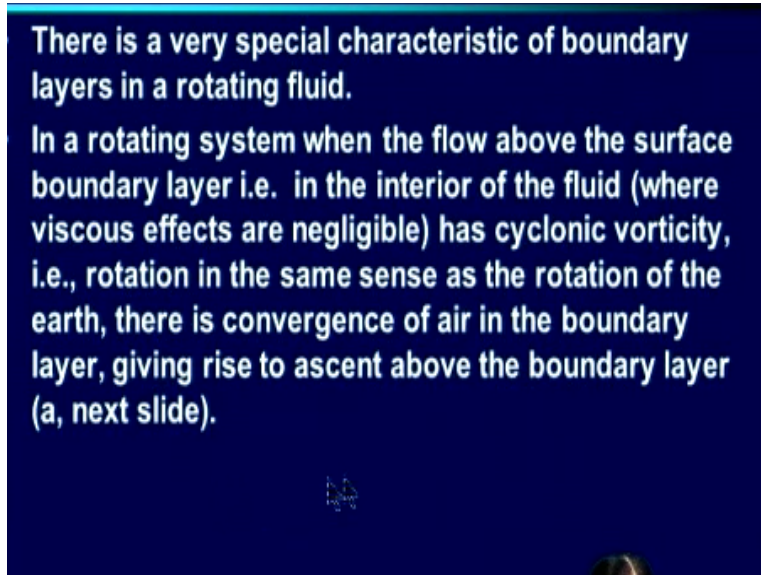 There is a very special characteristic of boundary
layers in a rotating fluid.
In a rotating system when the flow above the surface
boundary layer i.e. in the interior of the fluid (where
viscous effects are negligible) has cyclonic vorticity,
i.e., rotation in the same sense as the rotation of the
earth, there is convergence of air in the boundary
layer, giving rise to ascent above the boundary layer
(a, next slide).